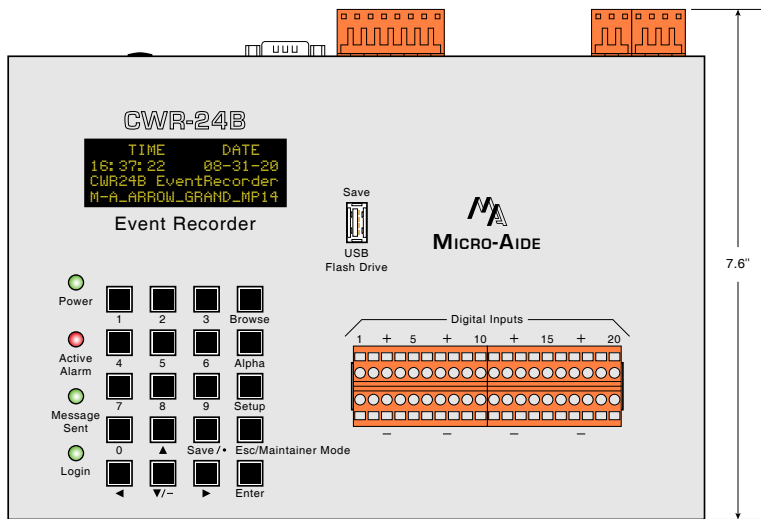 CWR-24B
TIME DATE
16:37:22 08-31-20
CWR24B EventRecorder
M-A_ARROW_GRAND_MP14
Event Recorder
Save
USB
Flash Drive
MICRO-AIDE
7.6"
Power
Active
Alarm
Message
Sent
Login
1 2 3 Browse
4 5 6 Alpha
7 8 9 Setup
0 ▲ Save/• Esc/Maintainer Mode
◄ ▼/– ► Enter
Digital Inputs
1 + 5 + 10 + 15 + 20
– – – –